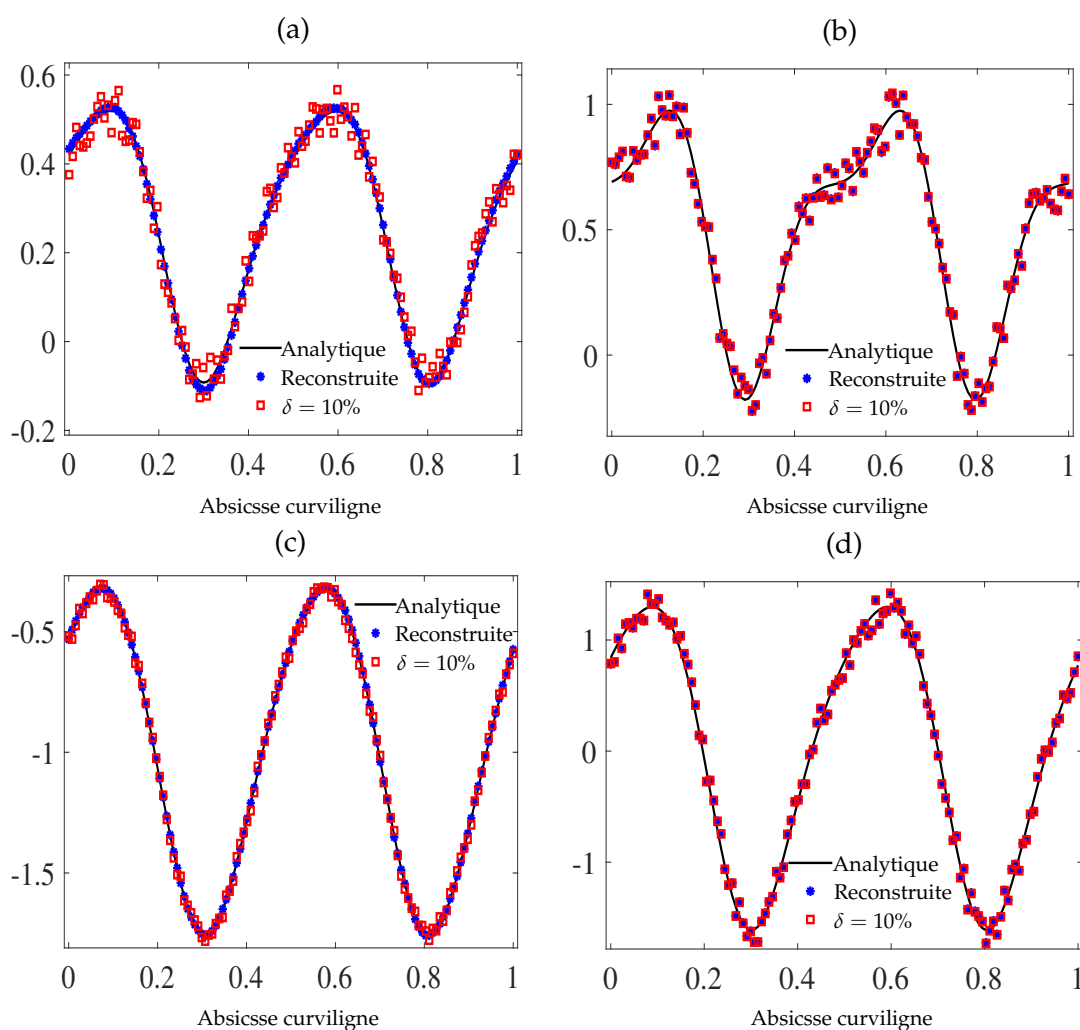 (a)
0.6
0.4
0.2
0
-0.2
Analytique
Reconstruite
δ = 10%
0 0.2 0.4 0.6 0.8 1
Absicsse curviligne
(b)
1
0.5
0
Analytique
Reconstruite
δ = 10%
0 0.2 0.4 0.6 0.8 1
Absicsse curviligne
(c)
-0.5
-1
-1.5
Analytique
Reconstruite
δ = 10%
0 0.2 0.4 0.6 0.8 1
Absicsse curviligne
(d)
1
0
-1
Analytique
Reconstruite
δ = 10%
0 0.2 0.4 0.6 0.8 1
Absicsse curviligne